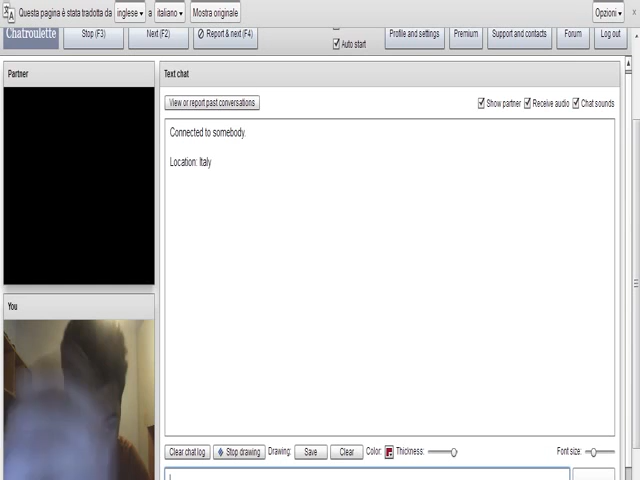 Questa pagina è stata tradotta da inglese a italiano Mostra originale Opzioni x
Chatroulette Stop (F3) Next (F2) Report & next (F4) Auto start Profile and settings Premium Support and contacts Forum Log out
Partner
Text chat
View or report past conversations Show partner Receive audio Chat sounds
Connected to somebody.
Location: Italy
You
Clear chat log Stop drawing Drawing: Save Clear Color: Thickness: Font size: